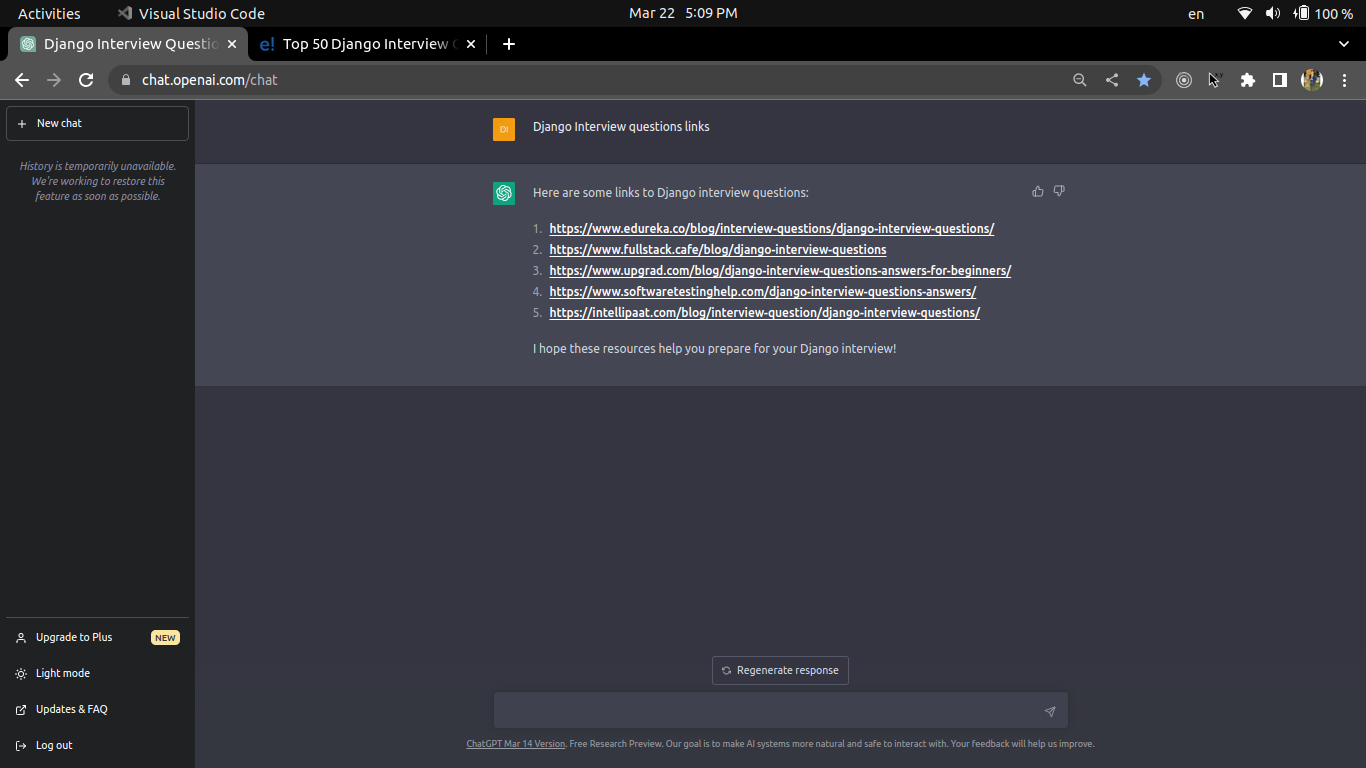 Activities
Visual Studio Code
Mar 22 5:09 PM
en
100 %
Django Interview Questio
e! Top 50 Django Interview
chat.openai.com/chat
New chat
History is temporarily unavailable.
We're working to restore this
feature as soon as possible.
DI
Django Interview questions links
Here are some links to Django interview questions:
1. https://www.edureka.co/blog/interview-questions/django-interview-questions/
2. https://www.fullstack.cafe/blog/django-interview-questions
3. https://www.upgrad.com/blog/django-interview-questions-answers-for-beginners/
4. https://www.softwaretestinghelp.com/django-interview-questions-answers/
5. https://intellipaat.com/blog/interview-question/django-interview-questions/
I hope these resources help you prepare for your Django interview!
Upgrade to Plus
NEW
Light mode
Updates & FAQ
Log out
Regenerate response
ChatGPT Mar 14 Version. Free Research Preview. Our goal is to make AI systems more natural and safe to interact with. Your feedback will help us improve.